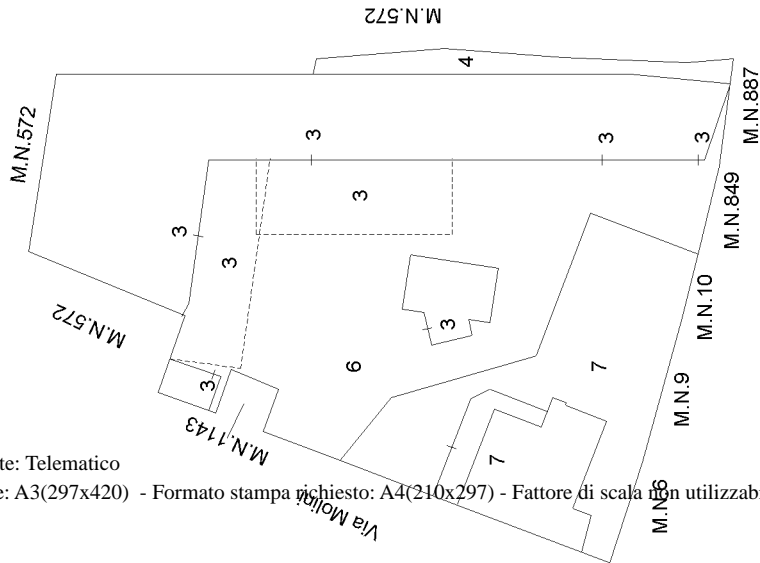 M.N.572
4
M.N.572
M.N.887
3
3
3
3
M.N.849
3
3
M.N.10
M.N.572
3
6
7
3
M.N.9
M.N.1143
te: Telematico
7
e: A3(297x420) - Formato stampa richiesto: A4(210x297) - Fattore di scala non utilizzabi
M.N.6
Via Molini